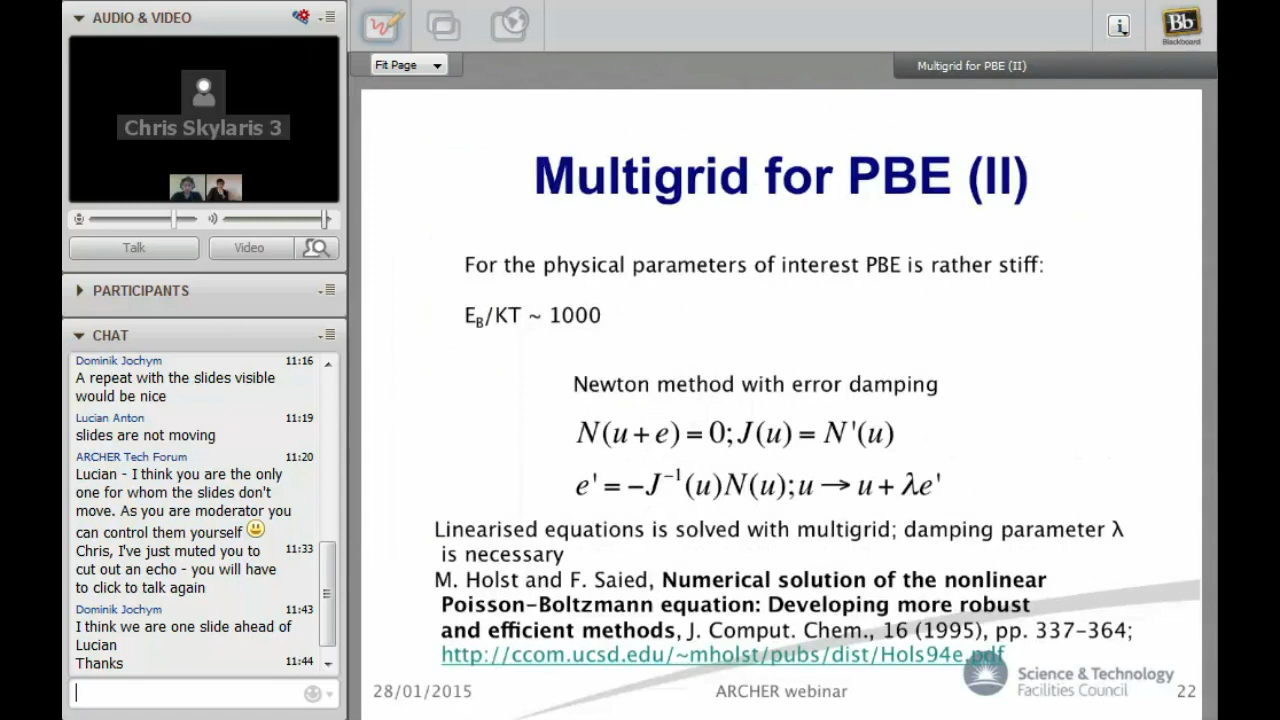 AUDIO & VIDEO
Chris Skylaris 3
Talk
Video
PARTICIPANTS
CHAT
Dominik Jochym 11:16
A repeat with the slides visible
would be nice
Lucian Anton 11:19
slides are not moving
ARCHER Tech Forum 11:20
Lucian - I think you are the only
one for whom the slides don't
move. As you are moderator you
can control them yourself
Chris, I've just muted you to 11:33
cut out an echo - you will have
to click to talk again
Dominik Jochym 11:43
I think we are one slide ahead of
Lucian
Thanks 11:44
Fit Page
Multigrid for PBE (II)
i
Bb
Blackboard
Multigrid for PBE (II)
For the physical parameters of interest PBE is rather stiff:
E_B/KT ~ 1000
Newton method with error damping
N(u+e)=0;J(u)=N'(u)
e'=−J⁻¹(u)N(u);u→u+λe'
Linearised equations is solved with multigrid; damping parameter λ
is necessary
M. Holst and F. Saied, Numerical solution of the nonlinear
Poisson-Boltzmann equation: Developing more robust
and efficient methods, J. Comput. Chem., 16 (1995), pp. 337-364;
http://ccom.ucsd.edu/~mholst/pubs/dist/Hols94e.pdf
28/01/2015
ARCHER webinar
Science & Technology
Facilities Council
22